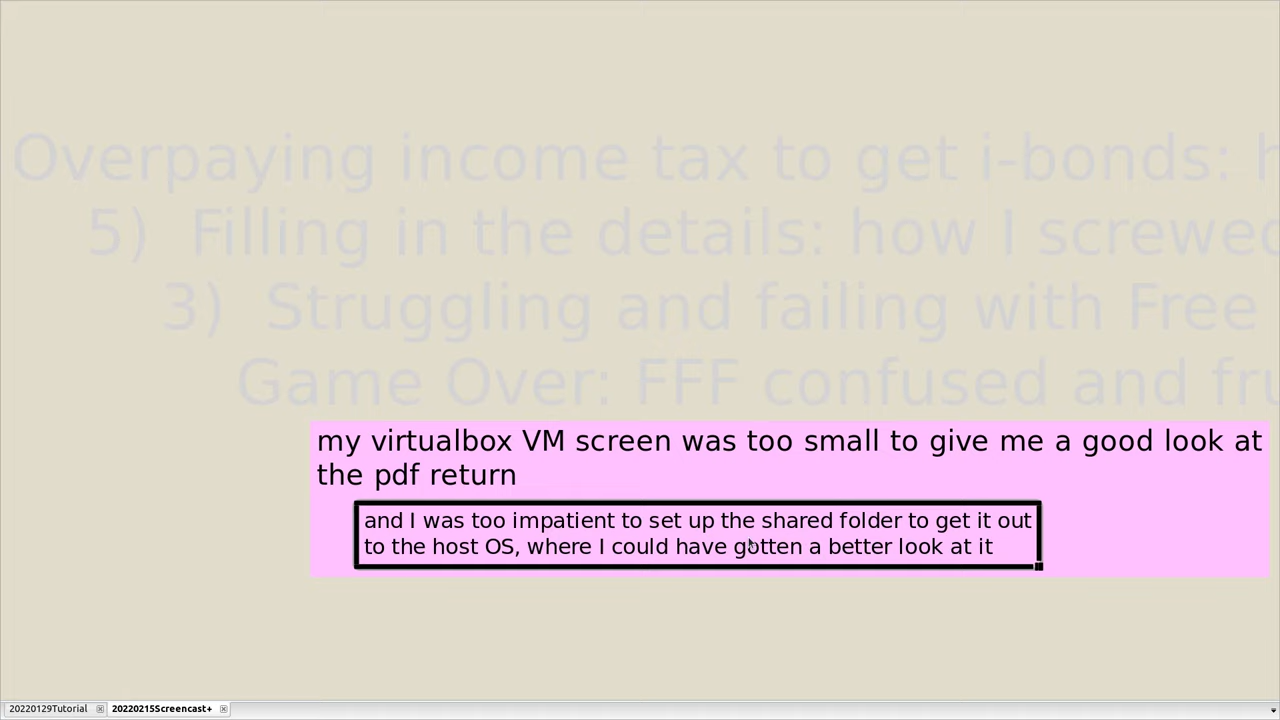 Overpaying income tax to get i-bonds: h
5) Filling in the details: how I screwed
3) Struggling and failing with Free
Game Over: FFF confused and fru
my virtualbox VM screen was too small to give me a good look at
the pdf return
and I was too impatient to set up the shared folder to get it out
to the host OS, where I could have gotten a better look at it
20220129Tutorial
20220215Screencast+